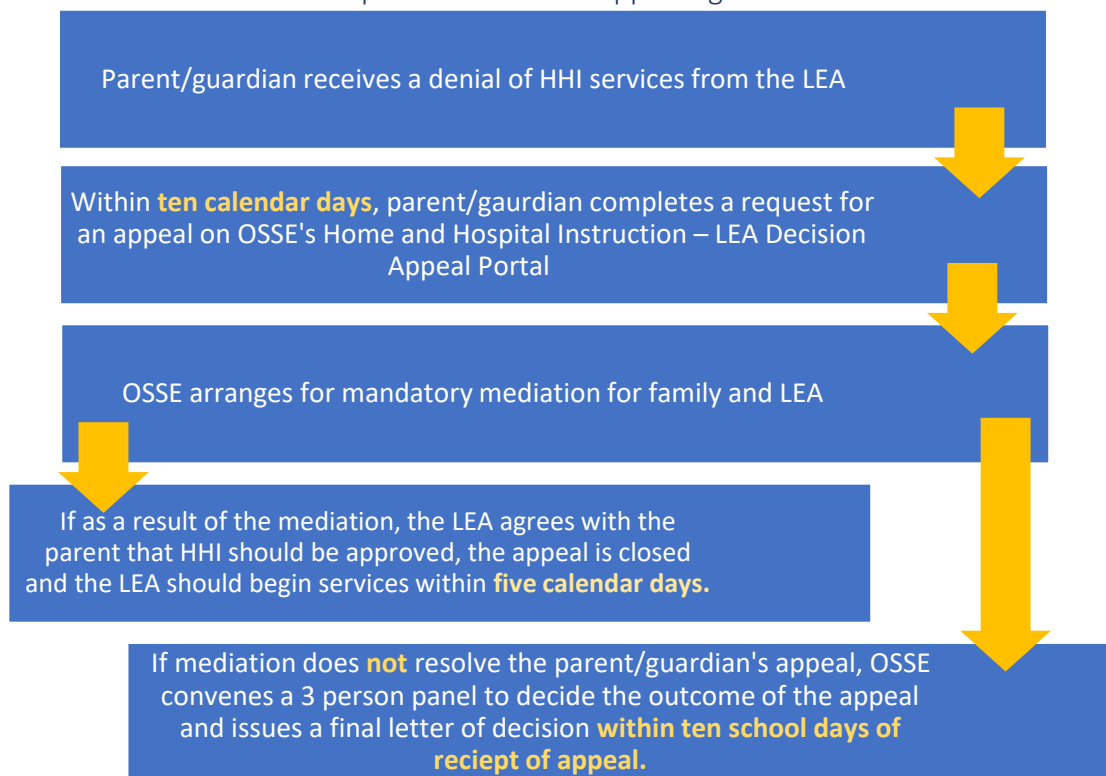 Parent/guardian receives a denial of HHI services from the LEA
Within ten calendar days, parent/gaurdian completes a request for
an appeal on OSSE's Home and Hospital Instruction – LEA Decision
Appeal Portal
OSSE arranges for mandatory mediation for family and LEA
If as a result of the mediation, the LEA agrees with the
parent that HHI should be approved, the appeal is closed
and the LEA should begin services within five calendar days.
If mediation does not resolve the parent/guardian's appeal, OSSE
convenes a 3 person panel to decide the outcome of the appeal
and issues a final letter of decision within ten school days of
reciept of appeal.